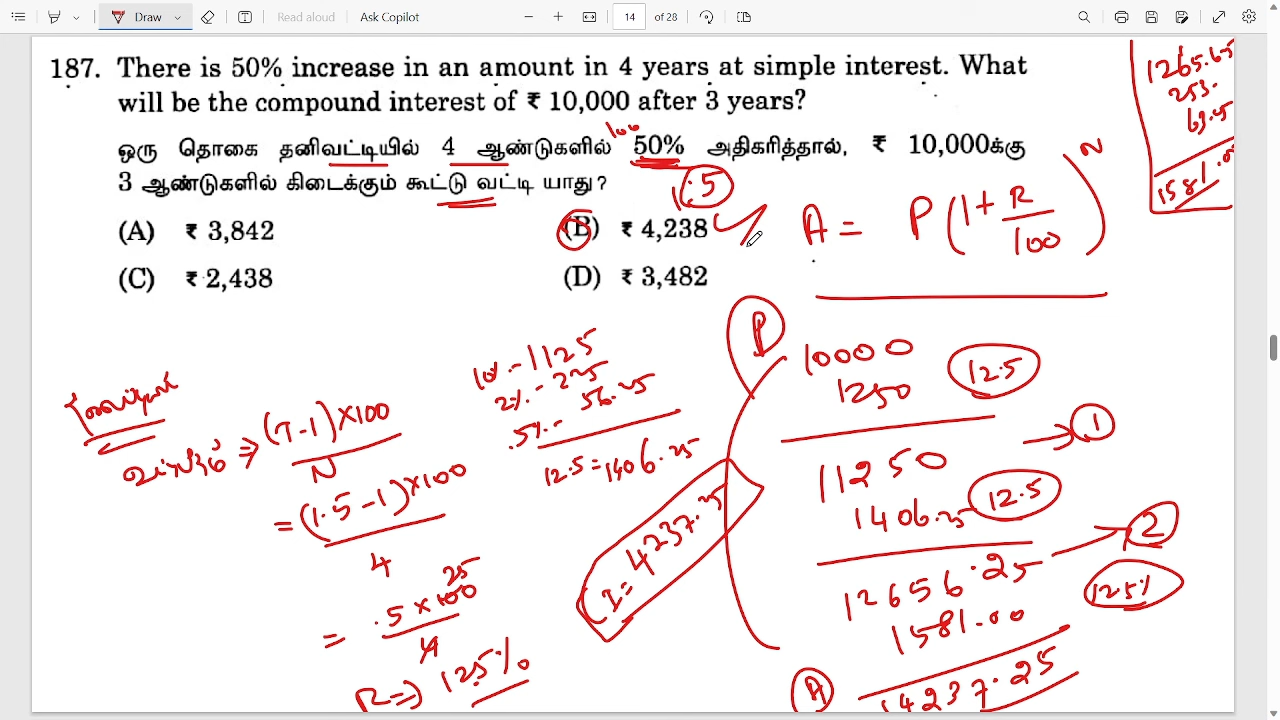 Draw
Read aloud
Ask Copilot
14 of 28
187. There is 50% increase in an amount in 4 years at simple interest. What
will be the compound interest of ₹ 10,000 after 3 years?
ஒரு தொகை தனிவட்டியில் 4 ஆண்டுகளில் 50% அதிகரித்தால், ₹ 10,000க்கு
3 ஆண்டுகளில் கிடைக்கும் கூட்டு வட்டி யாது?
(A) ₹ 3,842
(B) ₹ 4,238
(C) ₹ 2,438
(D) ₹ 3,482
100
1.5
A = P(1+ R/100)^N
1265.625
253.
63.25
1581.
⇒ (T-1)×100
N
= (1.5-1)×100
4
25
= .5×100
4
R=) 12.5%
10% - 1125
2% - 225
.5% - 56.25
12.5 = 1406.25
I = 4237.25
P
10000
1250 12.5
11250 → 1
1406.25 12.5
12656.25 → 2
1581.00 12.5%
A 14237.25